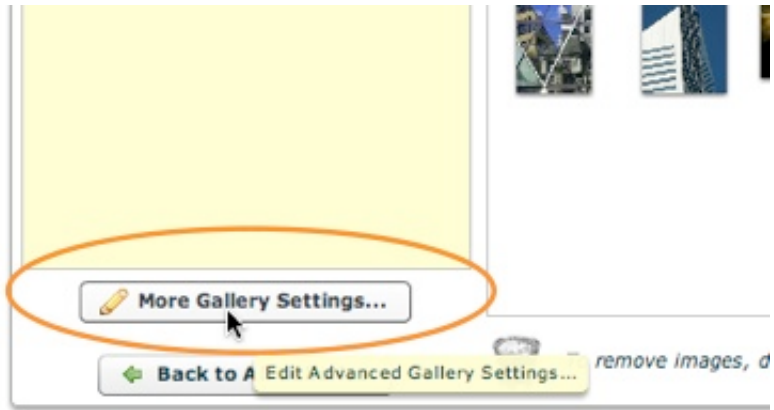 More Gallery Settings...
Back to A
Edit Advanced Gallery Settings...
remove images, d